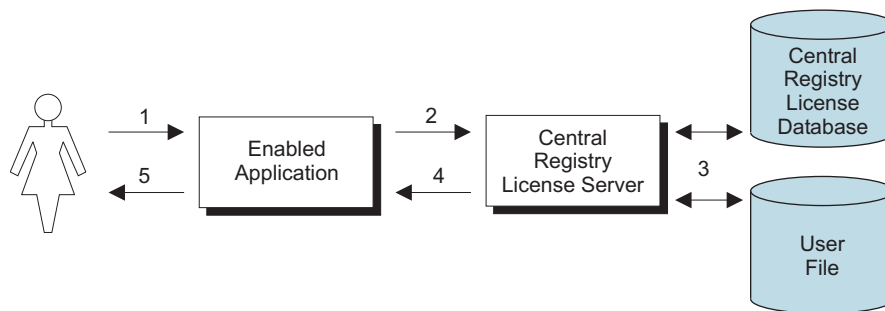 1
Enabled
Application
5
2
4
Central
Registry
License Server
3
Central
Registry
License
Database
User
File